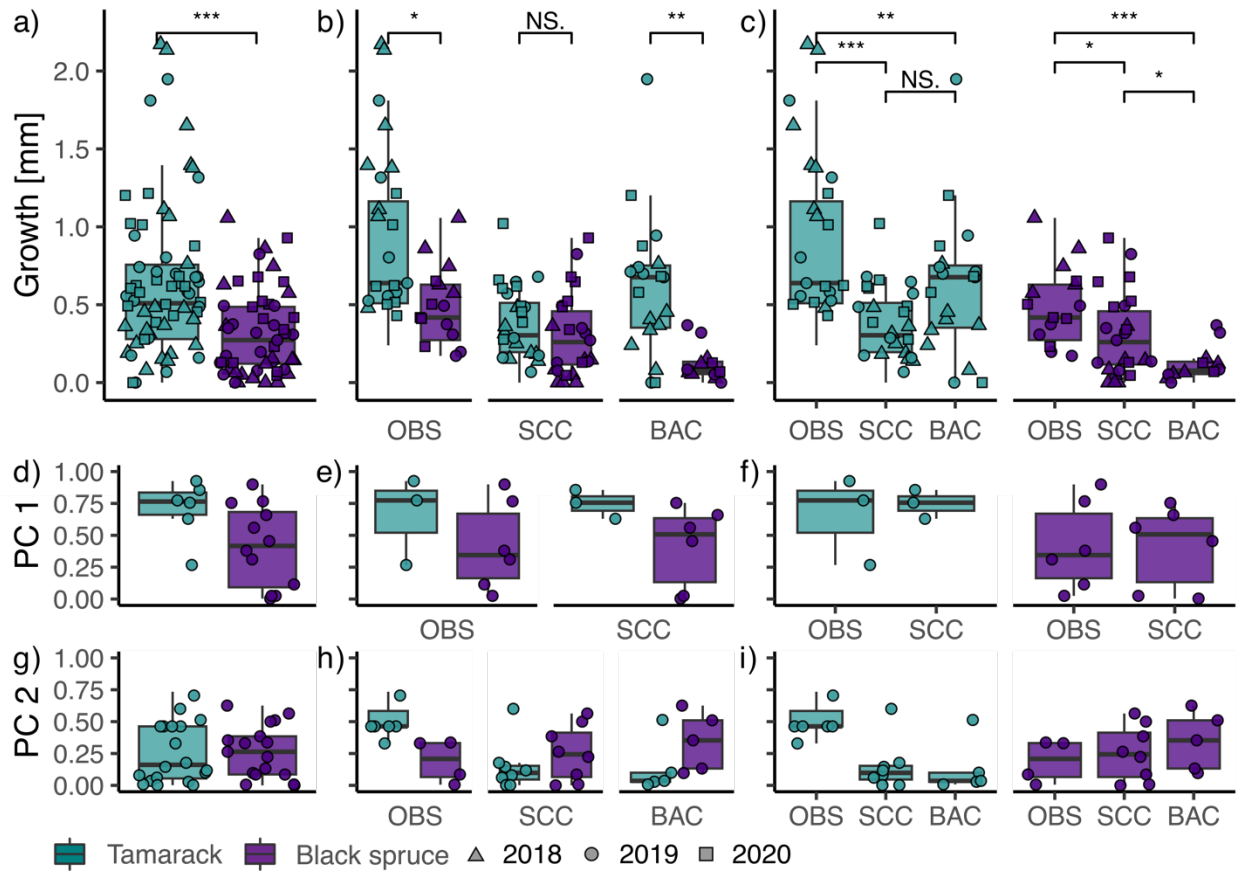 a) *** b) * NS. ** c) ** *** NS. *** * *
Growth [mm]
2.0
1.5
1.0
0.5
0.0
OBS SCC BAC OBS SCC BAC OBS SCC BAC
d) e) f)
PC 1
1.00
0.75
0.50
0.25
0.00
OBS SCC OBS SCC OBS SCC
g) h) i)
PC 2
1.00
0.75
0.50
0.25
0.00
OBS SCC BAC OBS SCC BAC OBS SCC BAC
Tamarack Black spruce 2018 2019 2020